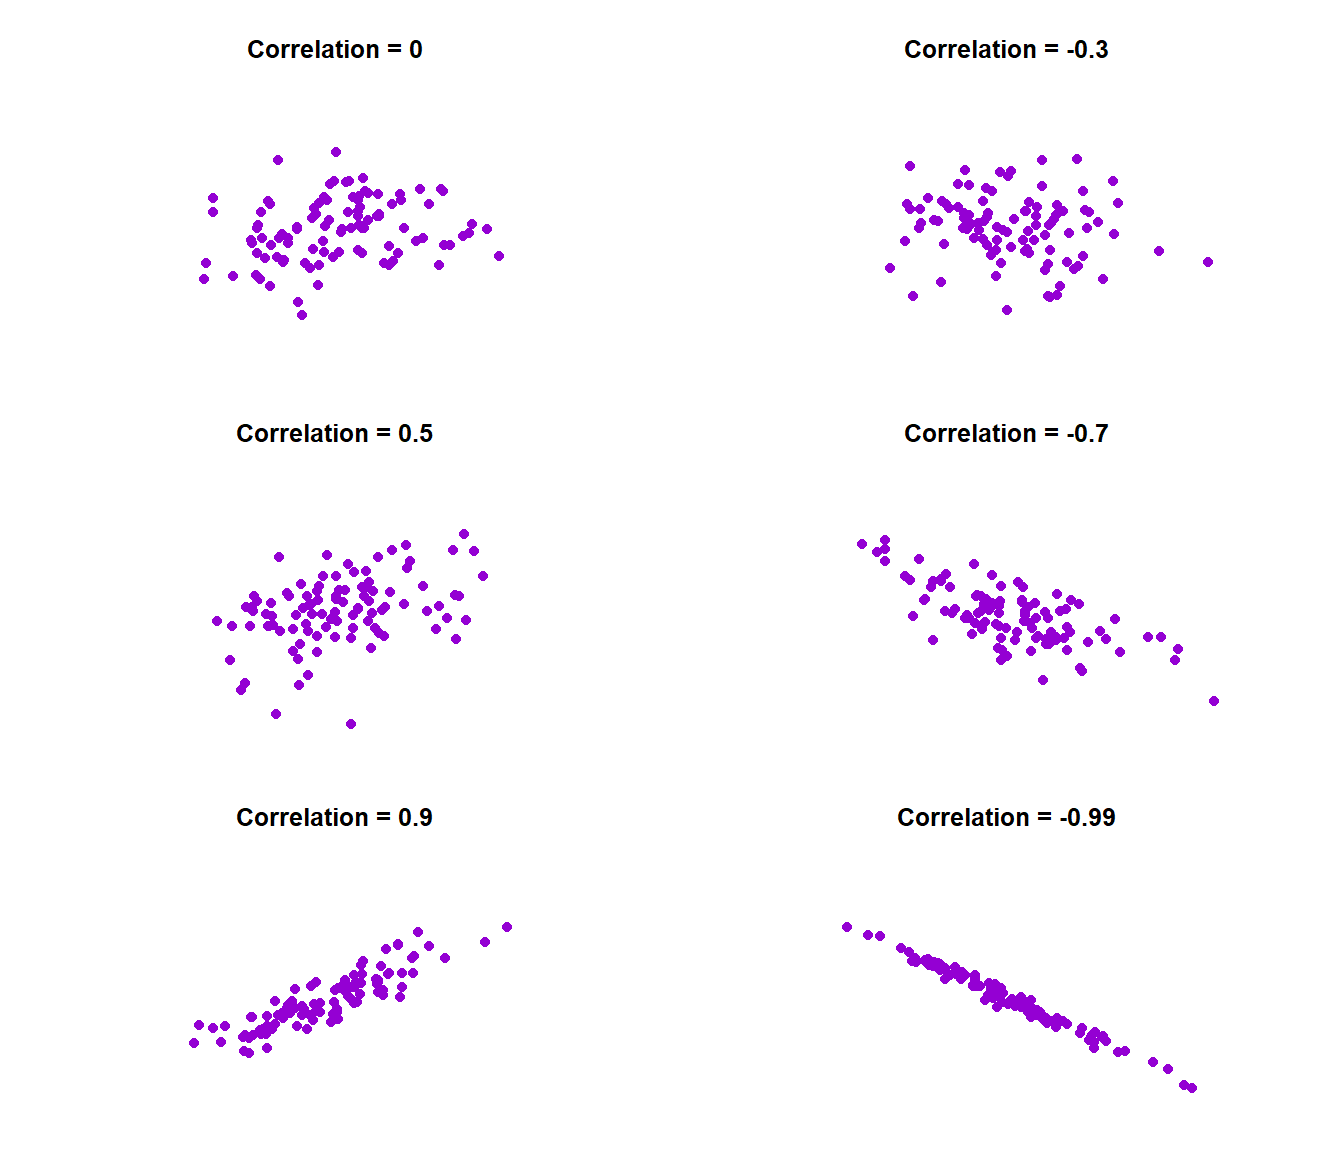 Correlation = 0
Correlation = -0.3
Correlation = 0.5
Correlation = -0.7
Correlation = 0.9
Correlation = -0.99